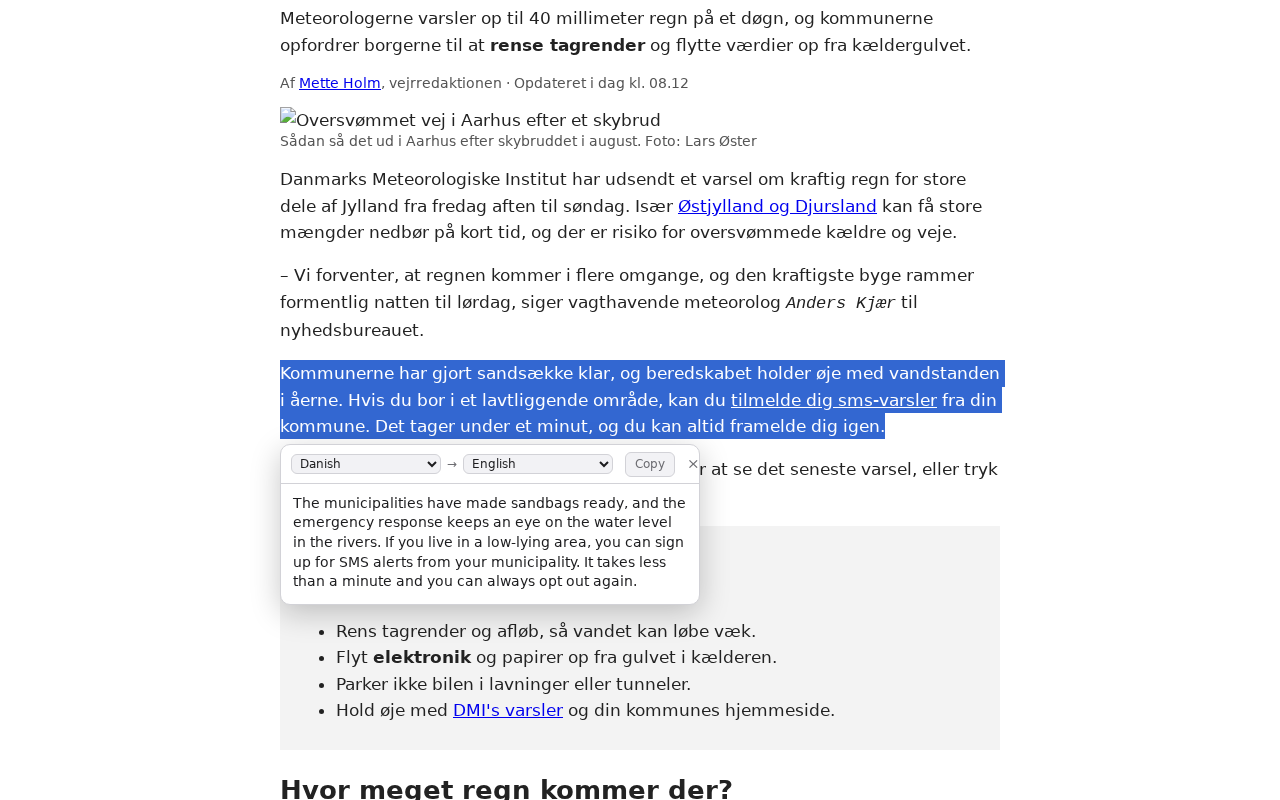 Meteorologerne varsler op til 40 millimeter regn på et døgn, og kommunerne
opfordrer borgerne til at rense tagrender og flytte værdier op fra kældergulvet.
Af Mette Holm, vejrredaktionen · Opdateret i dag kl. 08.12
Oversvømmet vej i Aarhus efter et skybrud
Sådan så det ud i Aarhus efter skybruddet i august. Foto: Lars Øster
Danmarks Meteorologiske Institut har udsendt et varsel om kraftig regn for store
dele af Jylland fra fredag aften til søndag. Især Østjylland og Djursland kan få store
mængder nedbør på kort tid, og der er risiko for oversvømmede kældre og veje.
– Vi forventer, at regnen kommer i flere omgange, og den kraftigste byge rammer
formentlig natten til lørdag, siger vagthavende meteorolog Anders Kjær til
nyhedsbureauet.
Kommunerne har gjort sandsække klar, og beredskabet holder øje med vandstanden
i åerne. Hvis du bor i et lavtliggende område, kan du tilmelde dig sms-varsler fra din
kommune. Det tager under et minut, og du kan altid framelde dig igen.
Danish → English Copy ×
at se det seneste varsel, eller tryk
The municipalities have made sandbags ready, and the
emergency response keeps an eye on the water level
in the rivers. If you live in a low-lying area, you can sign
up for SMS alerts from your municipality. It takes less
than a minute and you can always opt out again.
• Rens tagrender og afløb, så vandet kan løbe væk.
• Flyt elektronik og papirer op fra gulvet i kælderen.
• Parker ikke bilen i lavninger eller tunneler.
• Hold øje med DMI's varsler og din kommunes hjemmeside.
Hvor meget regn kommer der?